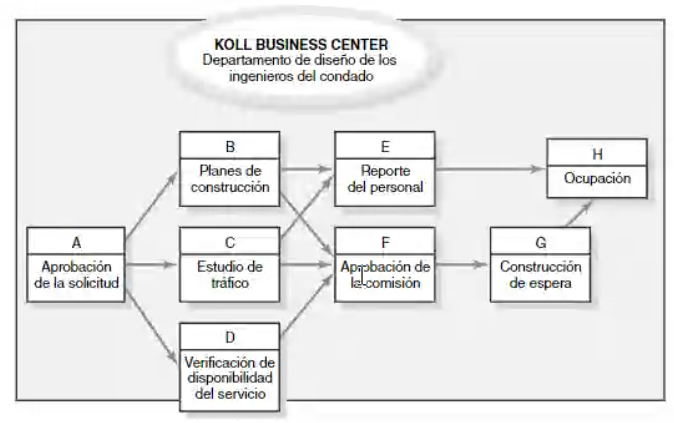 KOLL BUSINESS CENTER
Departamento de diseño de los
ingenieros del condado
B
Planes de
construcción
E
Reporte
del personal
H
Ocupación
A
Aprobación
de la solicitud
C
Estudio de
tráfico
F
Aprobación de
la comisión
G
Construcción
de espera
D
Verificación de
disponibilidad
del servicio